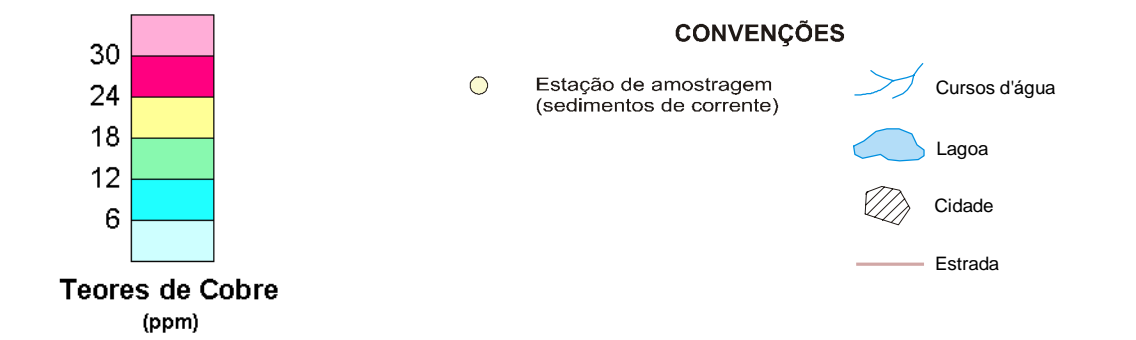 30
24
18
12
6
Teores de Cobre
(ppm)
CONVENÇÕES
Estação de amostragem
(sedimentos de corrente)
Cursos d'água
Lagoa
Cidade
Estrada